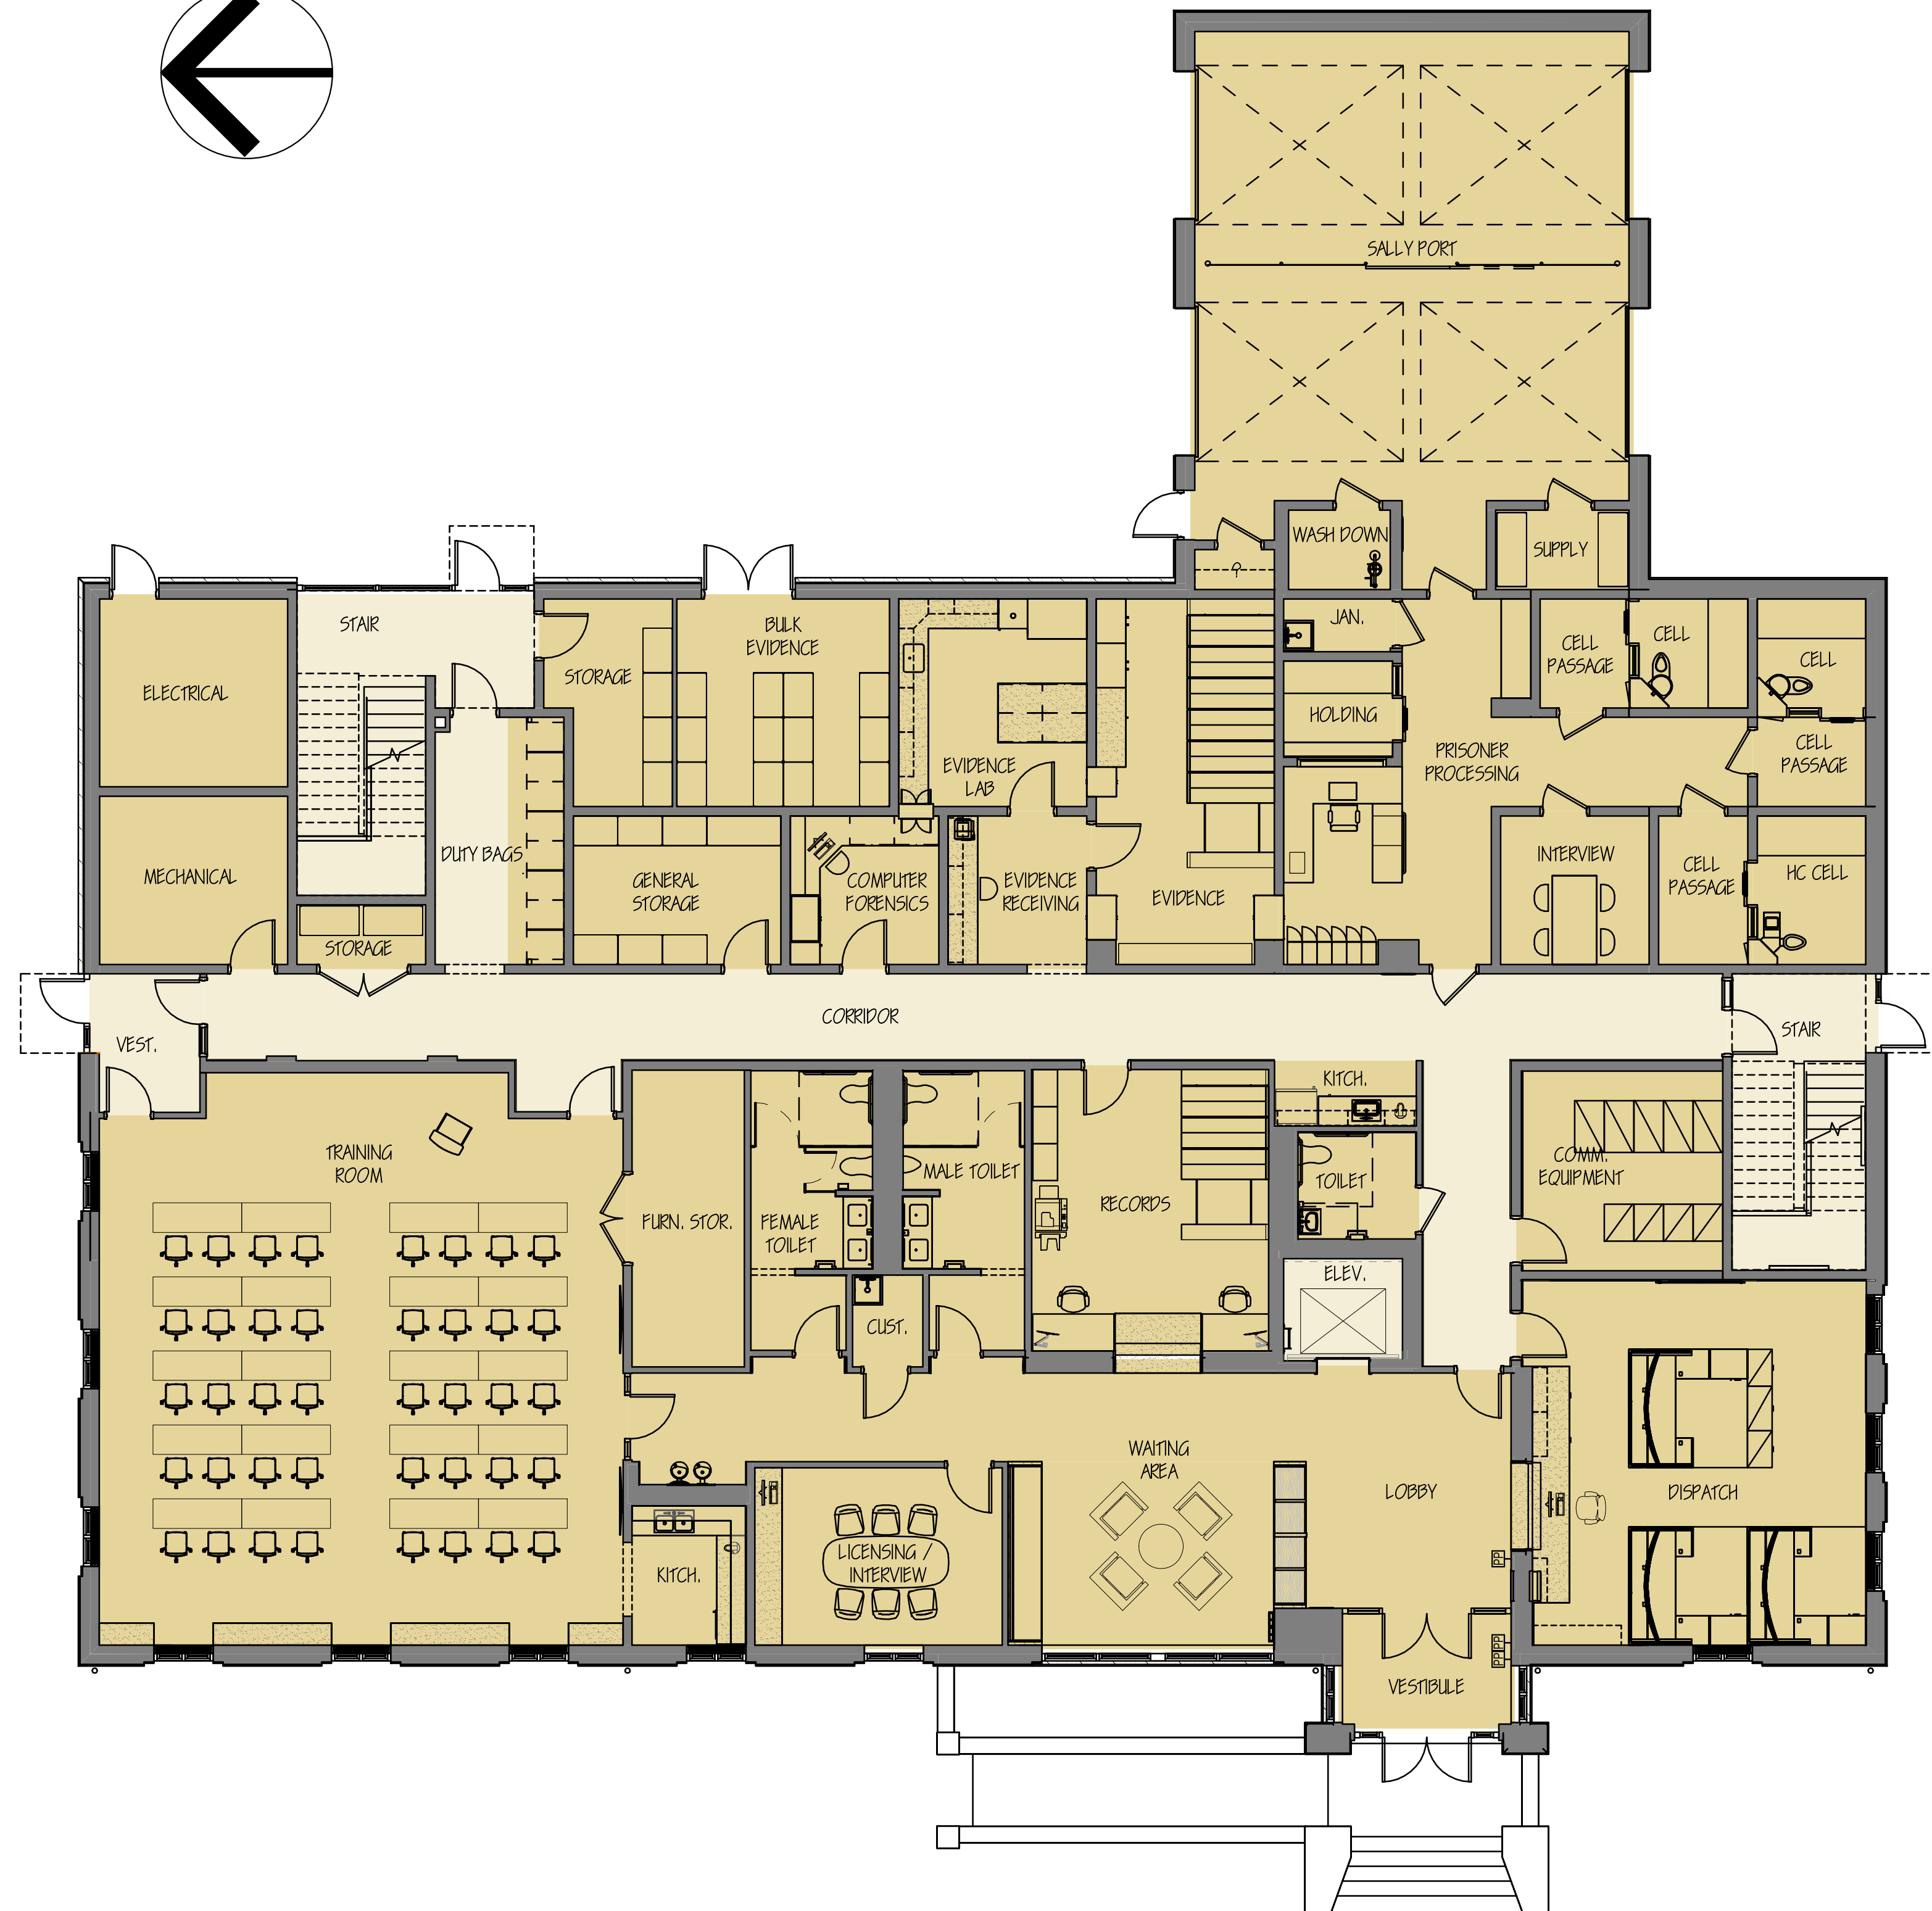 SALLY PORT
WASH DOWN
SUPPLY
STAIR
BULK
EVIDENCE
JAN.
CELL
PASSAGE
CELL
CELL
ELECTRICAL
STORAGE
HOLDING
EVIDENCE
LAB
PRISONER
PROCESSING
CELL
PASSAGE
MECHANICAL
DUTY BAGS
GENERAL
STORAGE
COMPUTER
FORENSICS
EVIDENCE
RECEIVING
EVIDENCE
INTERVIEW
CELL
PASSAGE
HC CELL
STORAGE
VEST.
CORRIDOR
STAIR
TRAINING
ROOM
FURN. STOR.
FEMALE
TOILET
MALE TOILET
RECORDS
KITCH.
TOILET
COMM.
EQUIPMENT
ELEV.
CUST.
WAITING
AREA
LOBBY
DISPATCH
KITCH.
LICENSING /
INTERVIEW
VESTIBULE